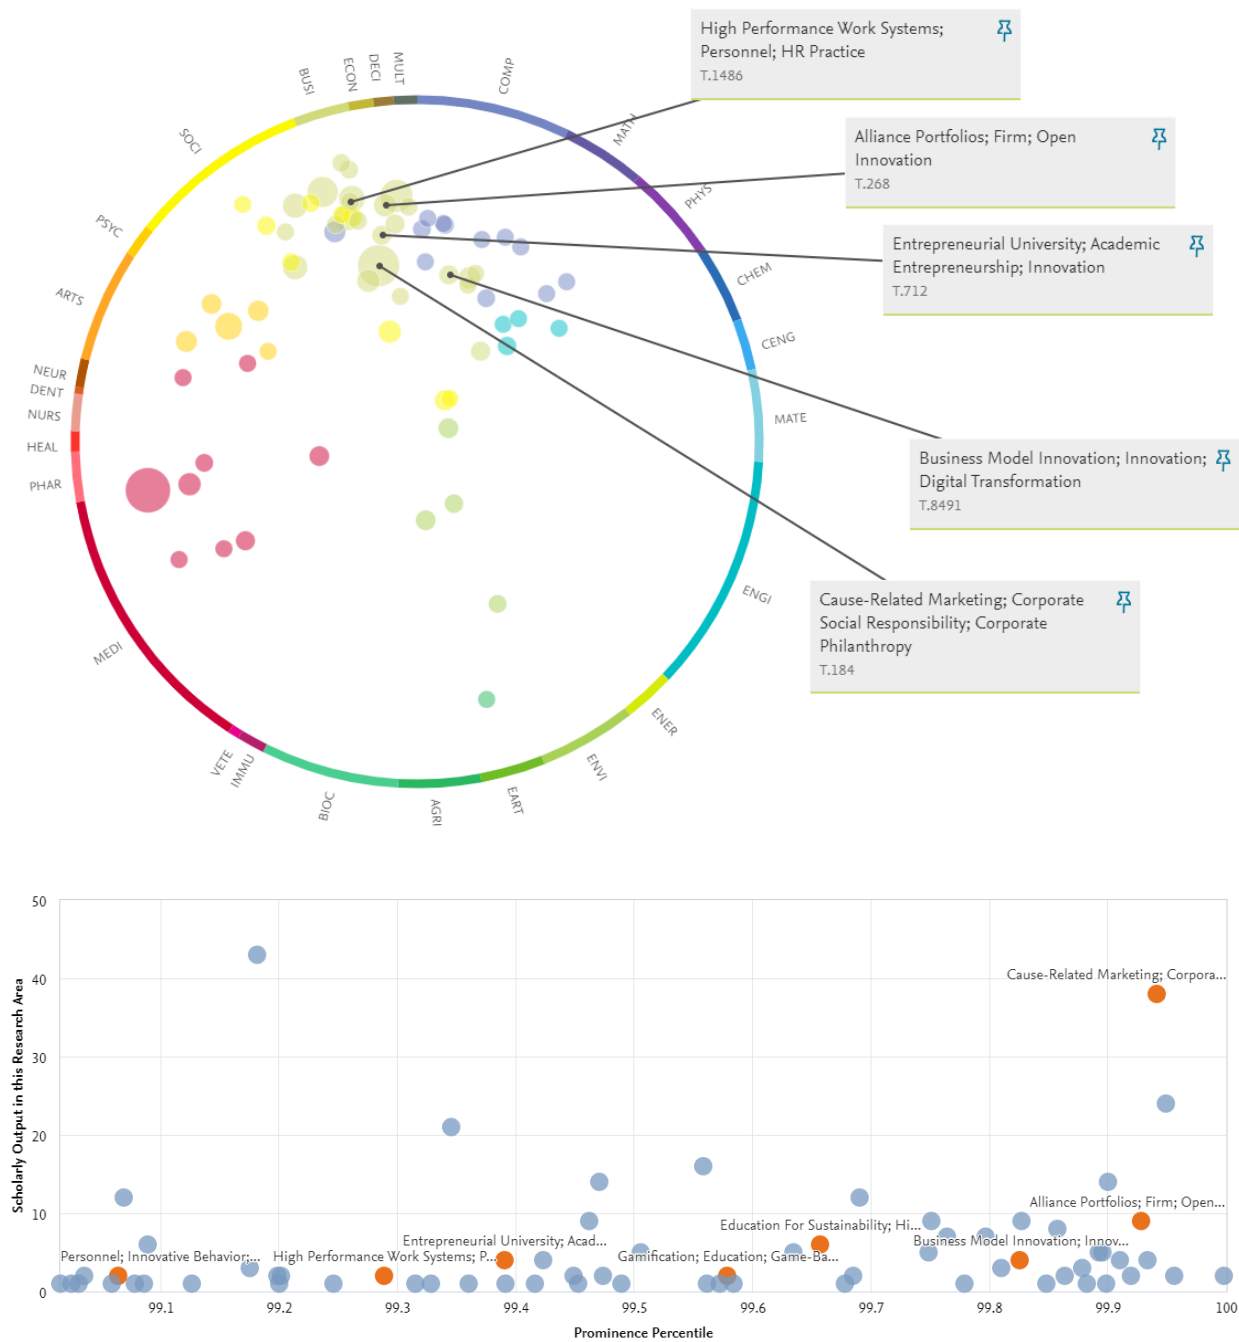 High Performance Work Systems;
Personnel; HR Practice
T.1486
Alliance Portfolios; Firm; Open
Innovation
T.268
Entrepreneurial University; Academic
Entrepreneurship; Innovation
T.712
Business Model Innovation; Innovation;
Digital Transformation
T.8491
Cause-Related Marketing; Corporate
Social Responsibility; Corporate
Philanthropy
T.184
COMP
MATH
PHYS
CHEM
CENG
MATE
ENGI
ENER
ENVI
EART
AGRI
BIOC
IMMU
VETE
MEDI
PHAR
HEAL
NURS
DENT
NEUR
ARTS
PSYC
SOCI
BUSI
ECON
DECI
MULT
Scholarly Output in this Research Area
50
40
30
20
10
0
Cause-Related Marketing; Corpora...
Alliance Portfolios; Firm; Open...
Education For Sustainability; Hi...
Business Model Innovation; Innov...
Entrepreneurial University; Acad...
Personnel; Innovative Behavior;...
High Performance Work Systems; P...
Gamification; Education; Game-Ba...
99.1 99.2 99.3 99.4 99.5 99.6 99.7 99.8 99.9 100
Prominence Percentile